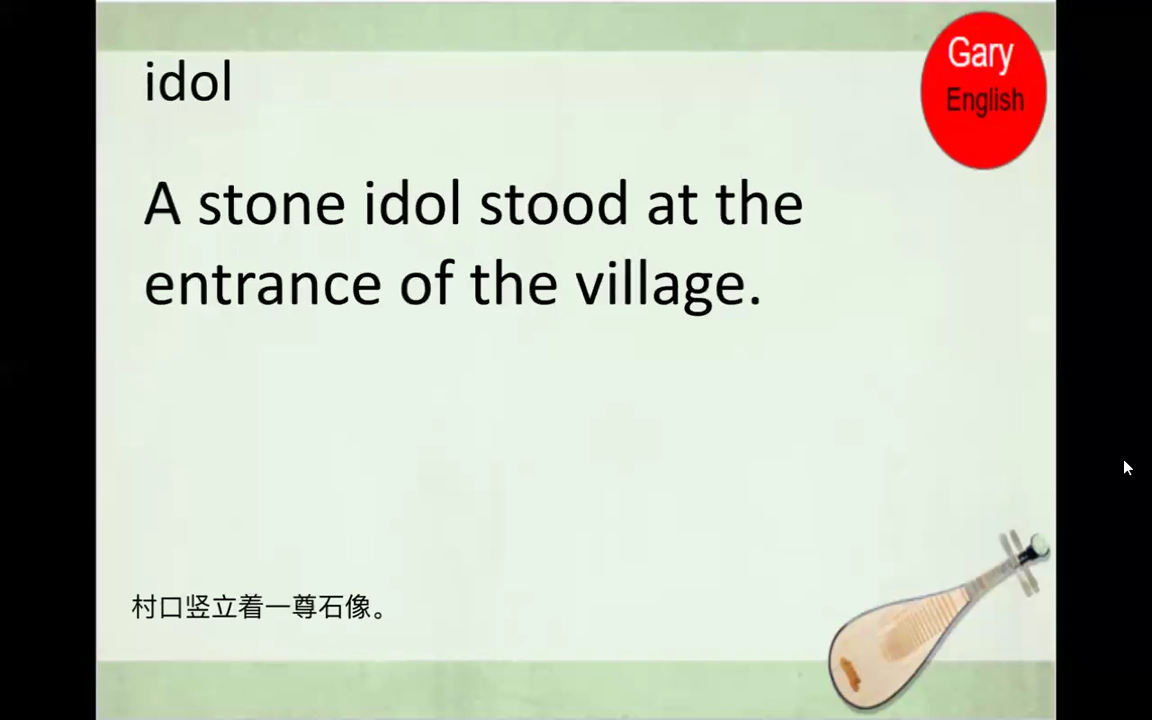 idol
Gary
English
A stone idol stood at the
entrance of the village.
村口竖立着一尊石像。